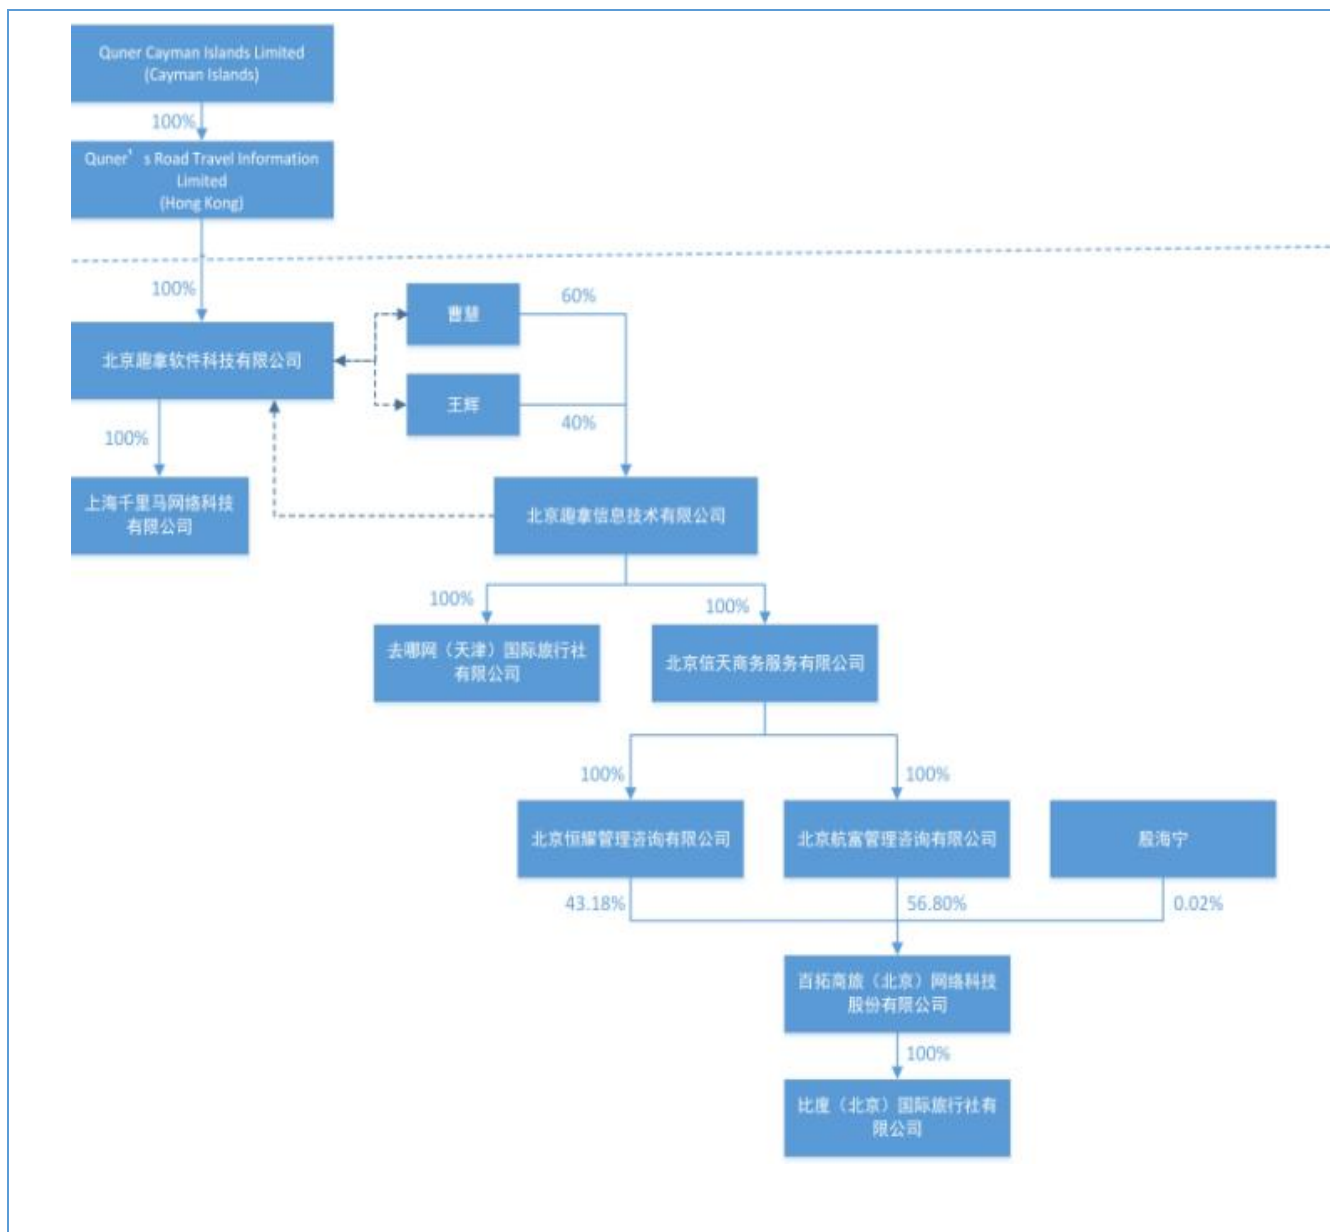 Quner Cayman Islands Limited
(Cayman Islands)
100%
Quner’s Road Travel Information
Limited
(Hong Kong)
100%
曹慧
60%
北京趣拿软件科技有限公司
王辉
40%
100%
上海千里马网络科技
有限公司
北京趣拿信息技术有限公司
100%
100%
去哪网（天津）国际旅行社
有限公司
北京信天商务服务有限公司
100%
100%
北京恒耀管理咨询有限公司
北京航富管理咨询有限公司
殷海宁
43.18%
56.80%
0.02%
百拓商旅（北京）网络科技
股份有限公司
100%
比度（北京）国际旅行社有
限公司